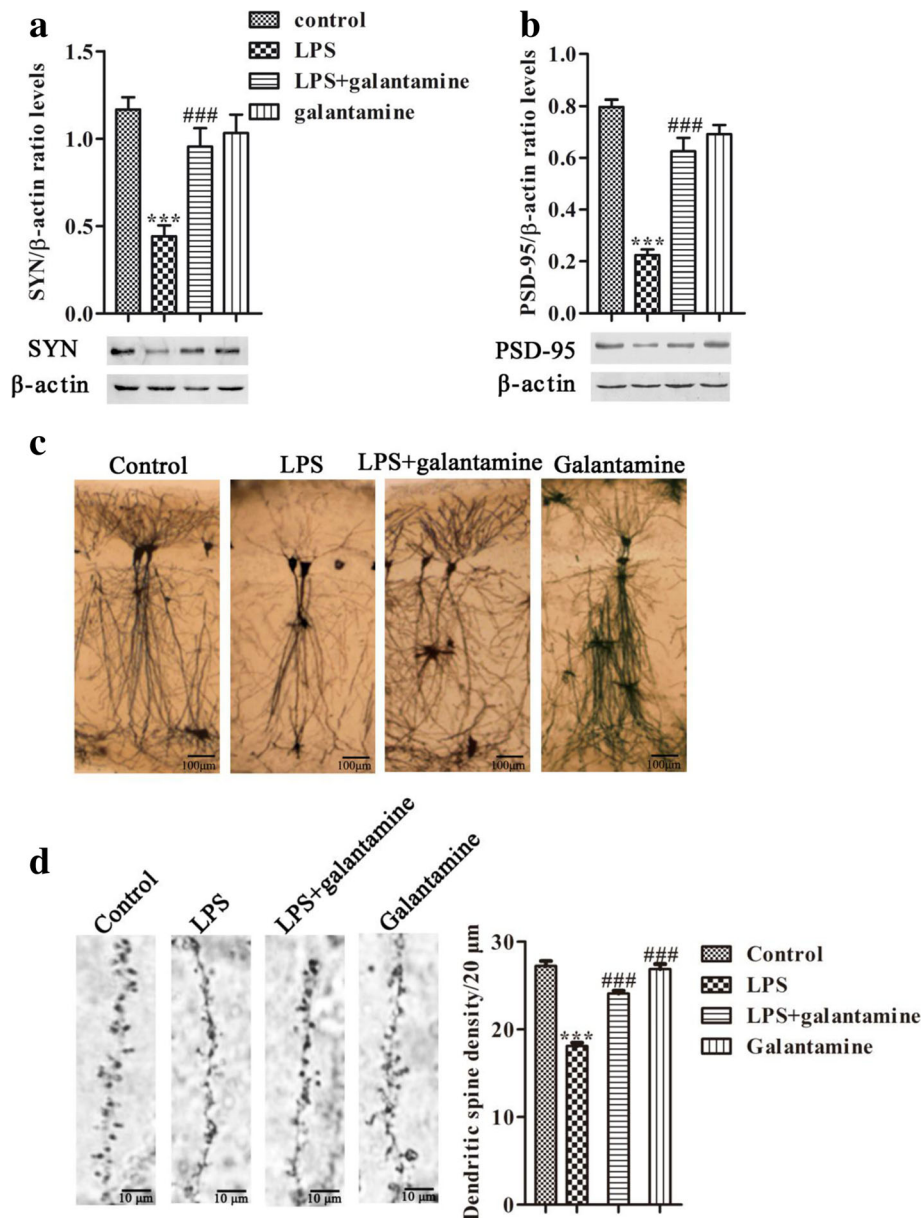 a
SYN/β-actin ratio levels
1.5
1.0
0.5
0.0
***
###
control
LPS
LPS+galantamine
galantamine
SYN
β-actin
b
PSD-95/β-actin ratio levels
1.0
0.8
0.6
0.4
0.2
0.0
***
###
PSD-95
β-actin
c
Control
LPS
LPS+galantamine
Galantamine
100μm
100μm
100μm
100μm
d
Control
LPS
LPS+galantamine
Galantamine
10 μm
10 μm
10 μm
10 μm
Dendritic spine density/20 μm
30
20
10
0
***
###
###
Control
LPS
LPS+galantamine
Galantamine